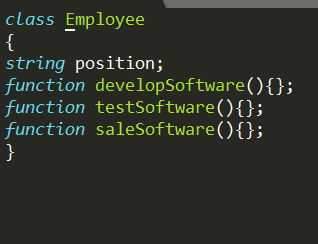 class Employee
{
string position;
function developSoftware(){};
function testSoftware(){};
function saleSoftware(){};
}